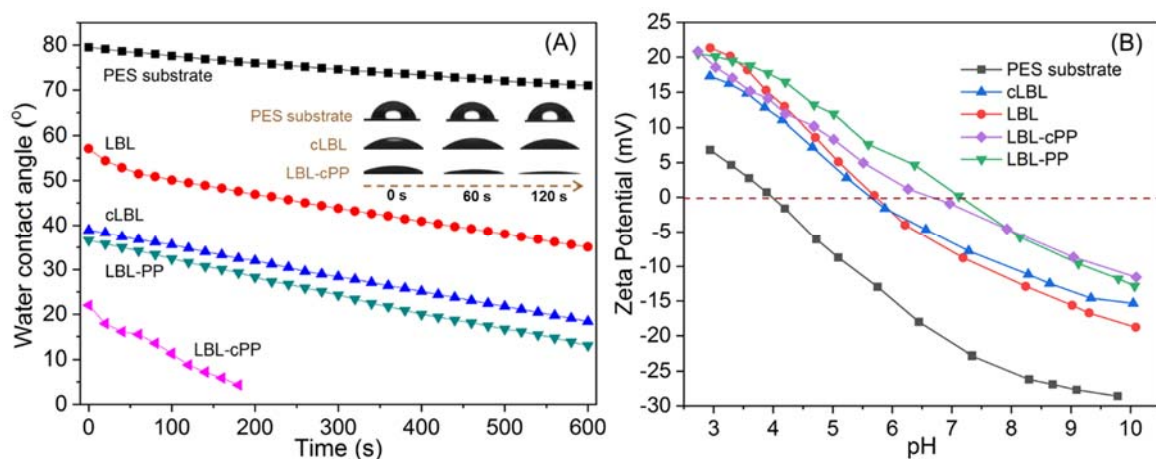 (A)
Water contact angle (°)
80
70
60
50
40
30
20
10
0
PES substrate
LBL
cLBL
LBL-PP
LBL-cPP
PES substrate
cLBL
LBL-cPP
0 s 60 s 120 s
0 100 200 300 400 500 600
Time (s)
(B)
Zeta Potential (mV)
25
20
15
10
5
0
-5
-10
-15
-20
-25
-30
PES substrate
cLBL
LBL
LBL-cPP
LBL-PP
3 4 5 6 7 8 9 10
pH